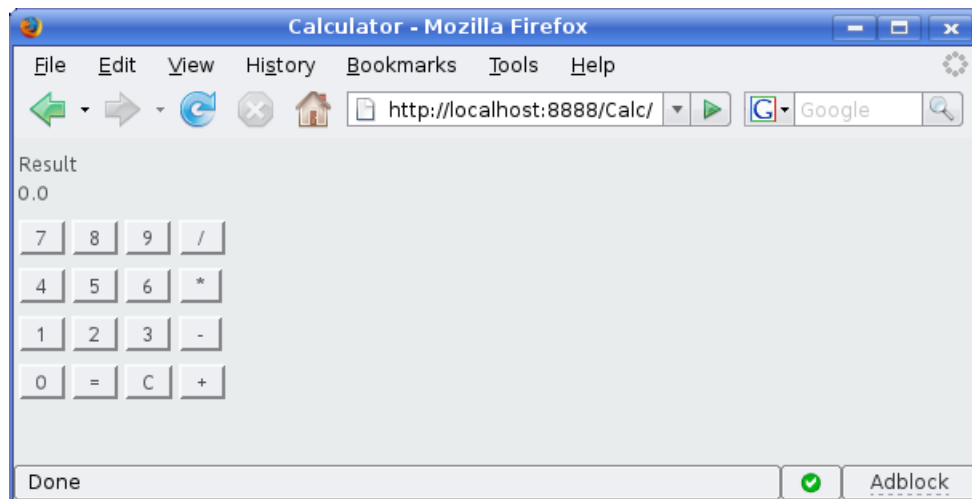 Calculator - Mozilla Firefox
File Edit View History Bookmarks Tools Help
http://localhost:8888/Calc/ G Google
Result
0.0
7 8 9 /
4 5 6 *
1 2 3 -
0 = C +
Done Adblock